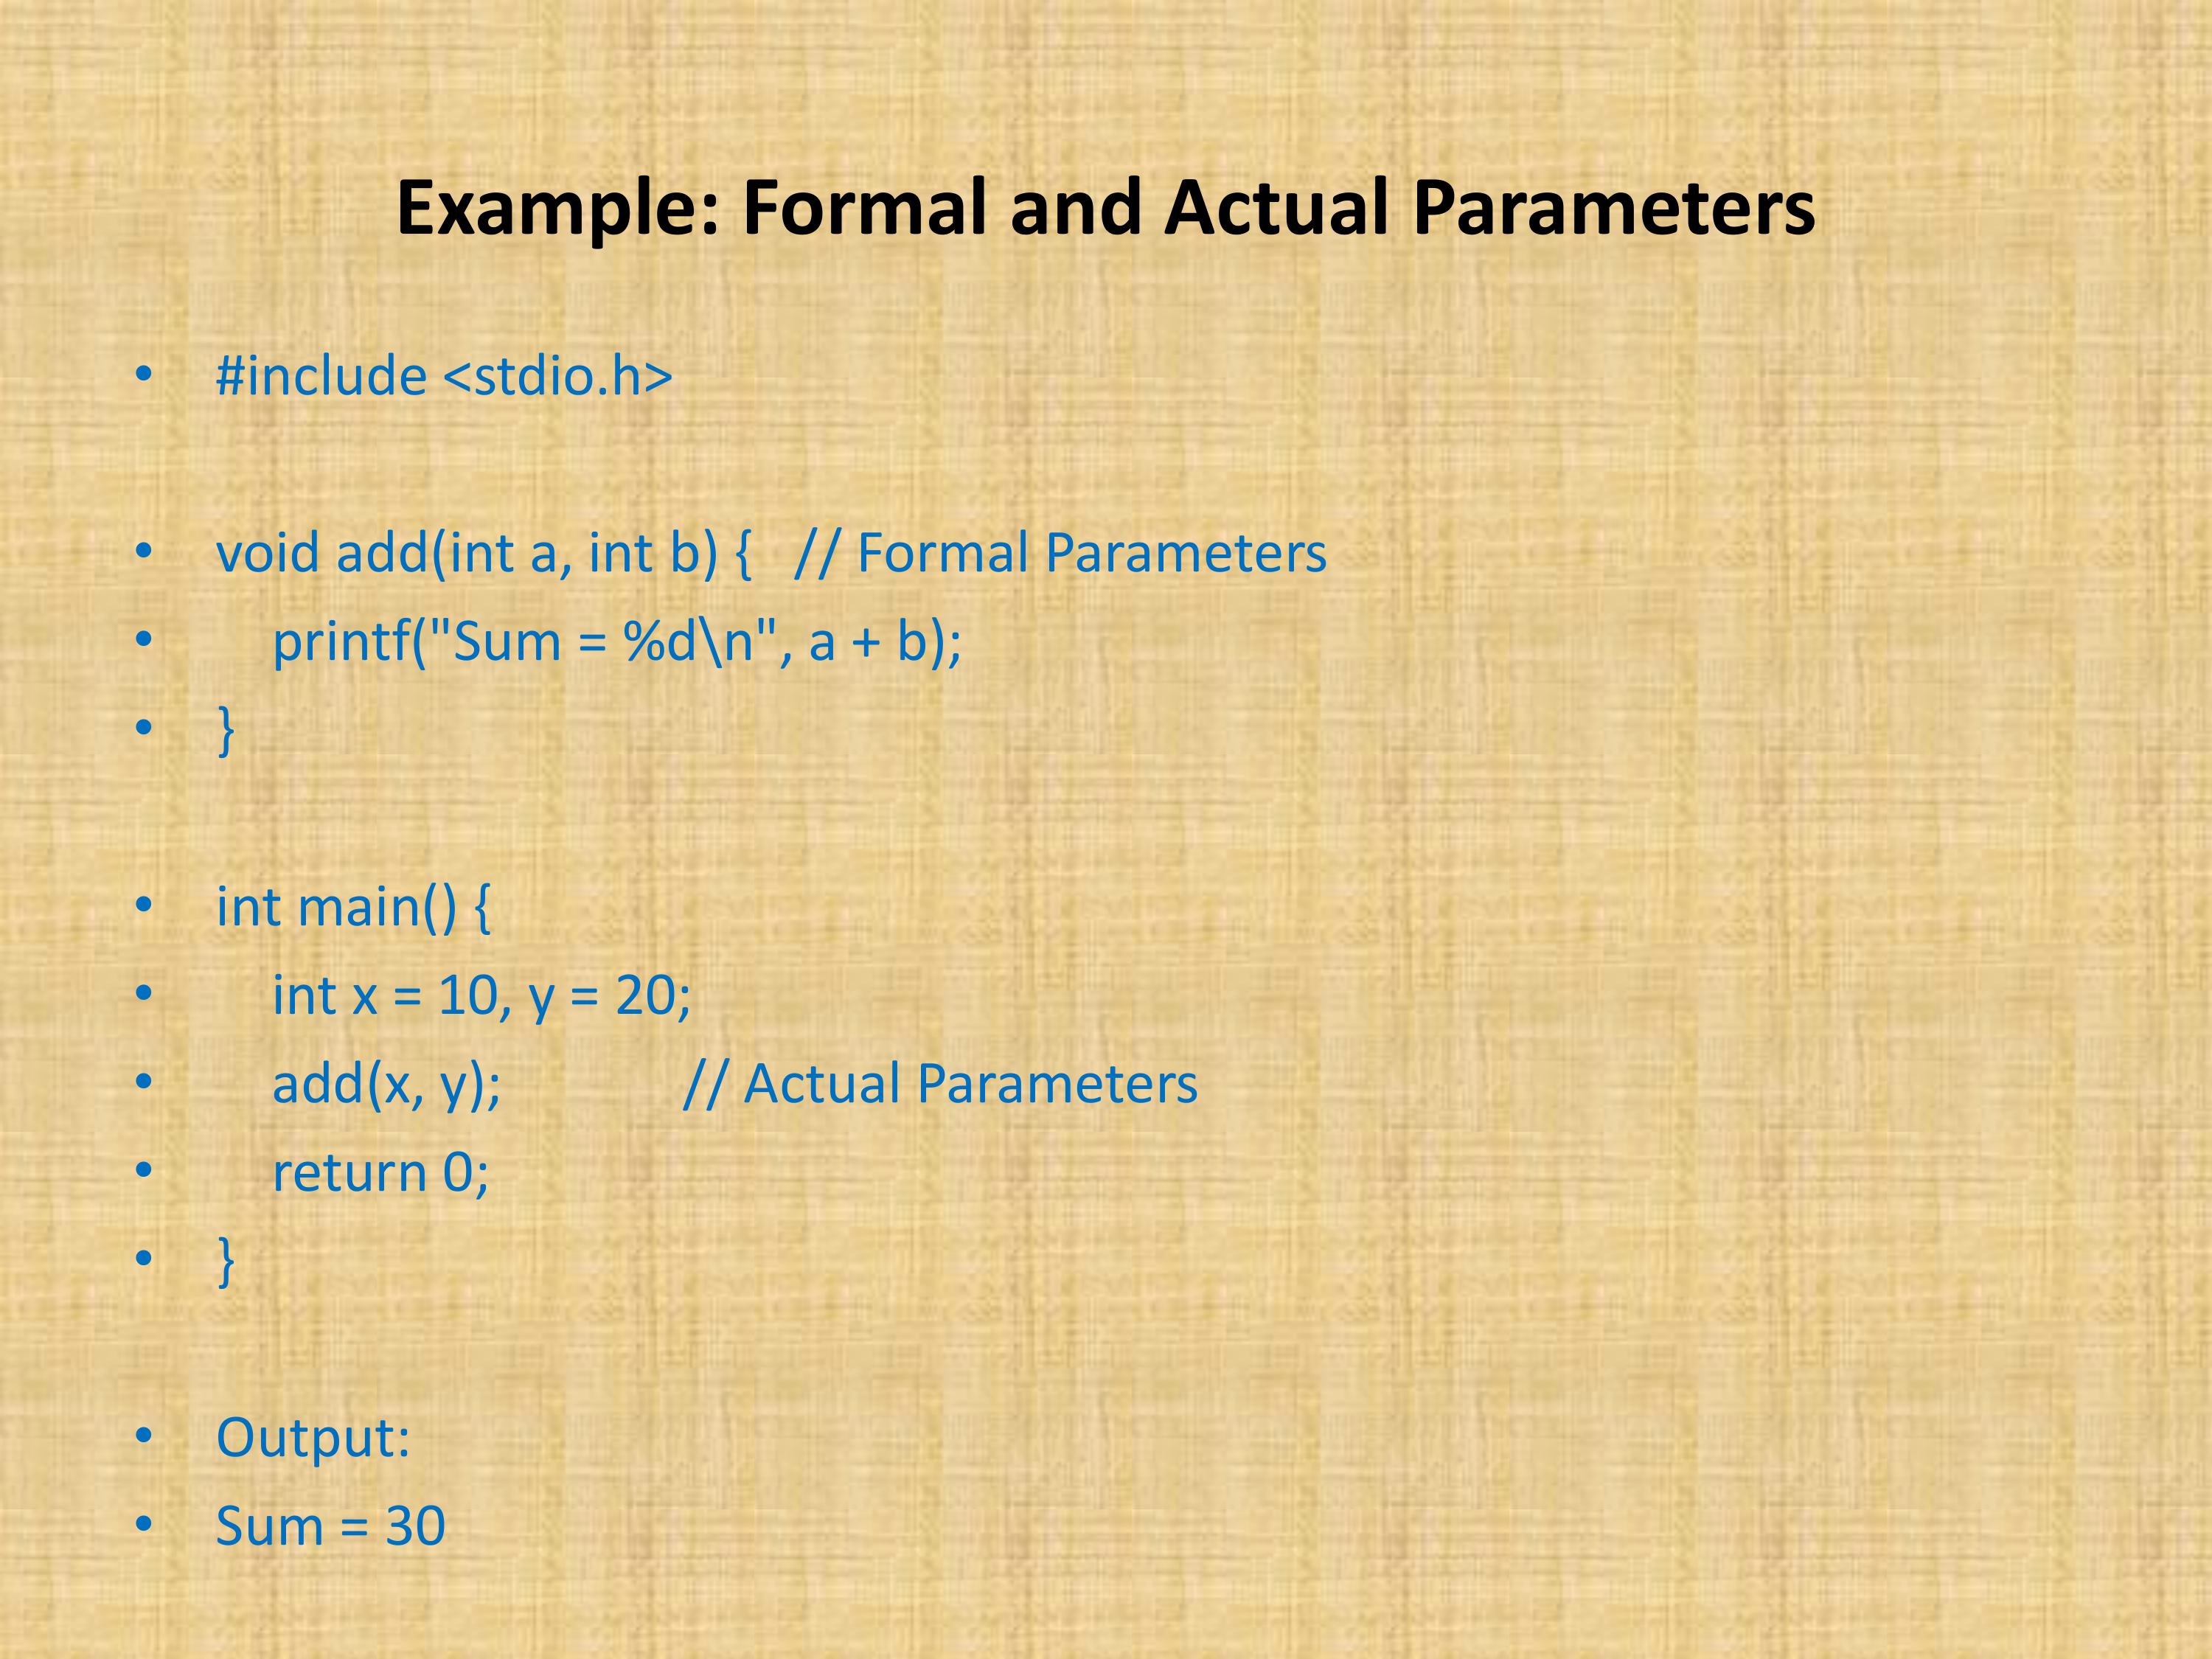 Example: Formal and Actual Parameters
• #include <stdio.h>
• void add(int a, int b) {   // Formal Parameters
•     printf("Sum = %d\n", a + b);
• }
• int main() {
•     int x = 10, y = 20;
•     add(x, y);             // Actual Parameters
•     return 0;
• }
• Output:
• Sum = 30